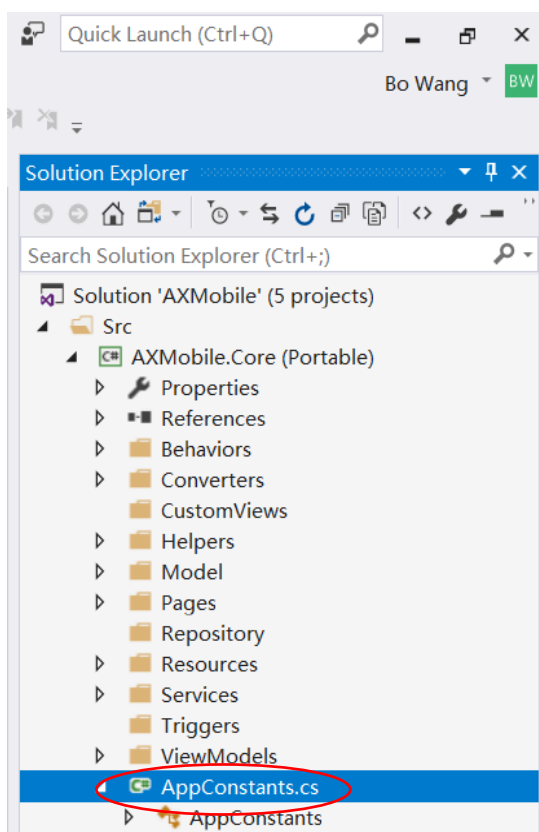 Quick Launch (Ctrl+Q)
Bo Wang BW
Solution Explorer
Search Solution Explorer (Ctrl+;)
Solution 'AXMobile' (5 projects)
Src
C# AXMobile.Core (Portable)
Properties
References
Behaviors
Converters
CustomViews
Helpers
Model
Pages
Repository
Resources
Services
Triggers
ViewModels
C# AppConstants.cs
AppConstants